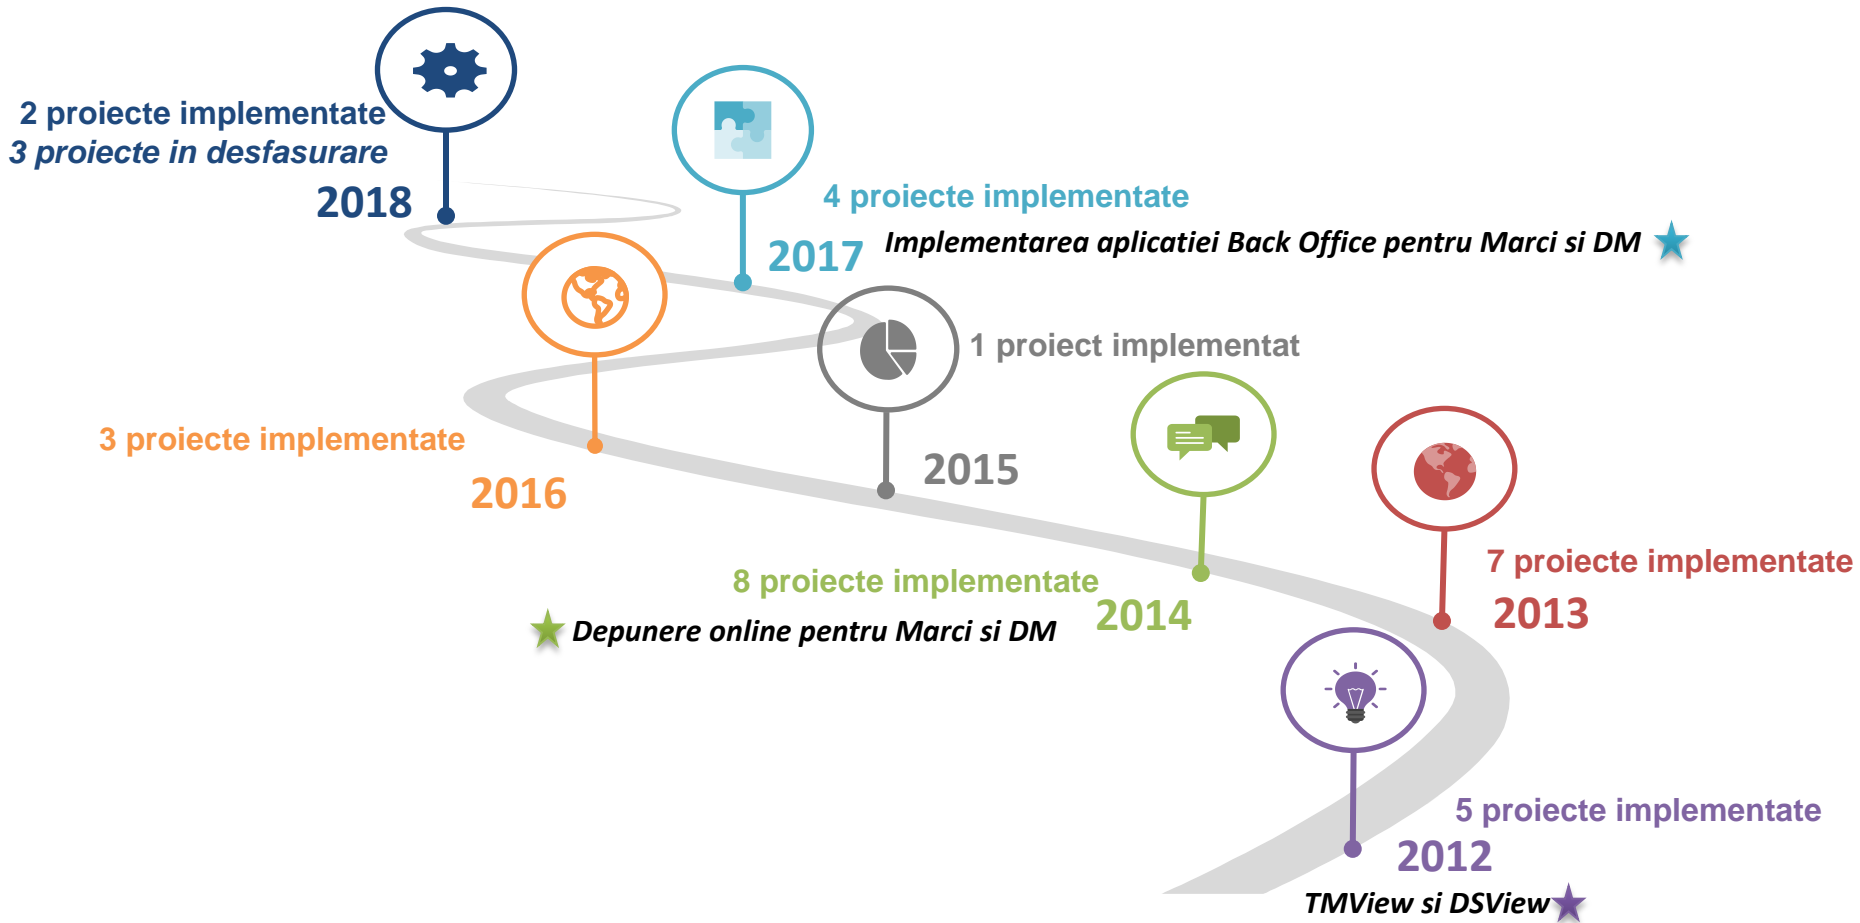 2 proiecte implementate
3 proiecte in desfasurare
2018
4 proiecte implementate
2017
Implementarea aplicatiei Back Office pentru Marci si DM
1 proiect implementat
2015
3 proiecte implementate
2016
8 proiecte implementate
2014
Depunere online pentru Marci si DM
7 proiecte implementate
2013
5 proiecte implementate
2012
TMView si DSView